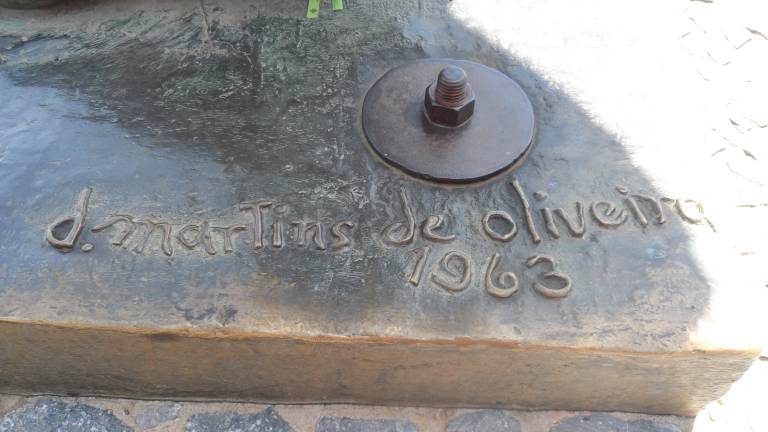 d. martins de oliveira
1963